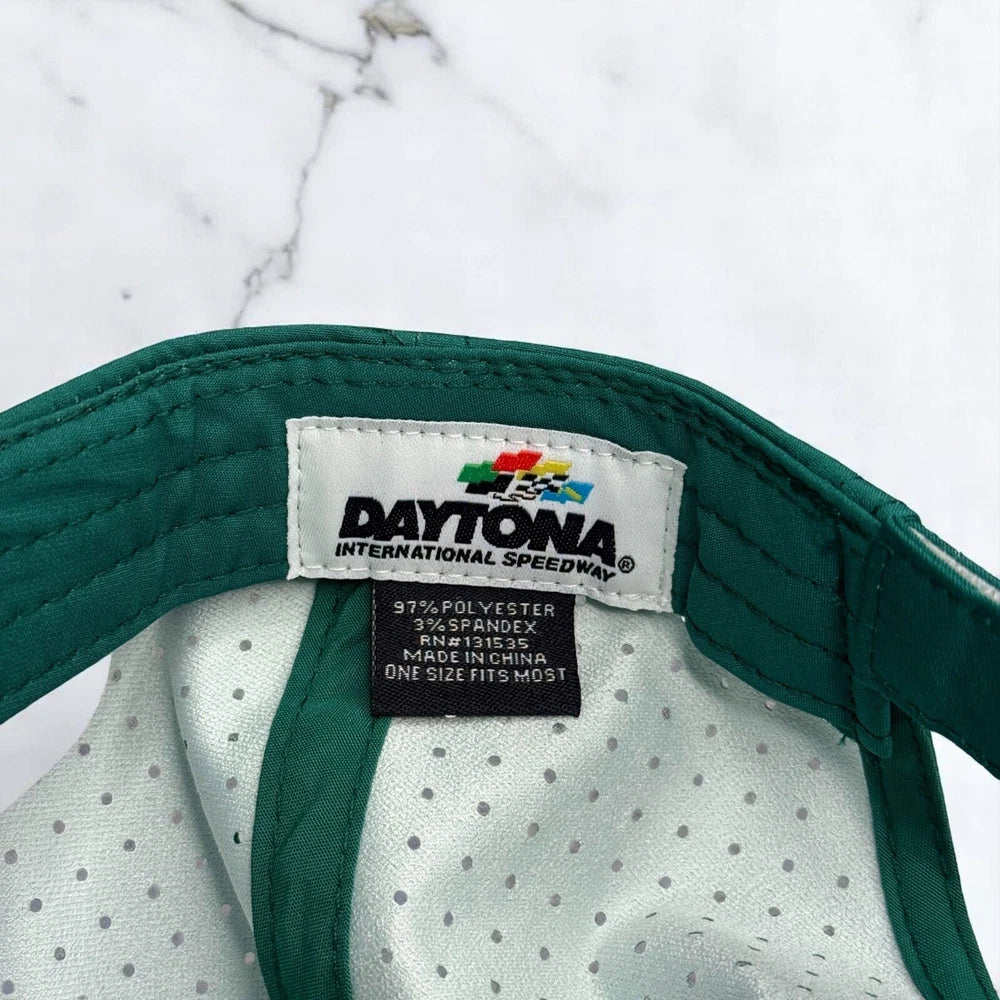 DAYTONA
INTERNATIONAL SPEEDWAY®
97% POLYESTER
3% SPANDEX
RN#131535
MADE IN CHINA
ONE SIZE FITS MOST